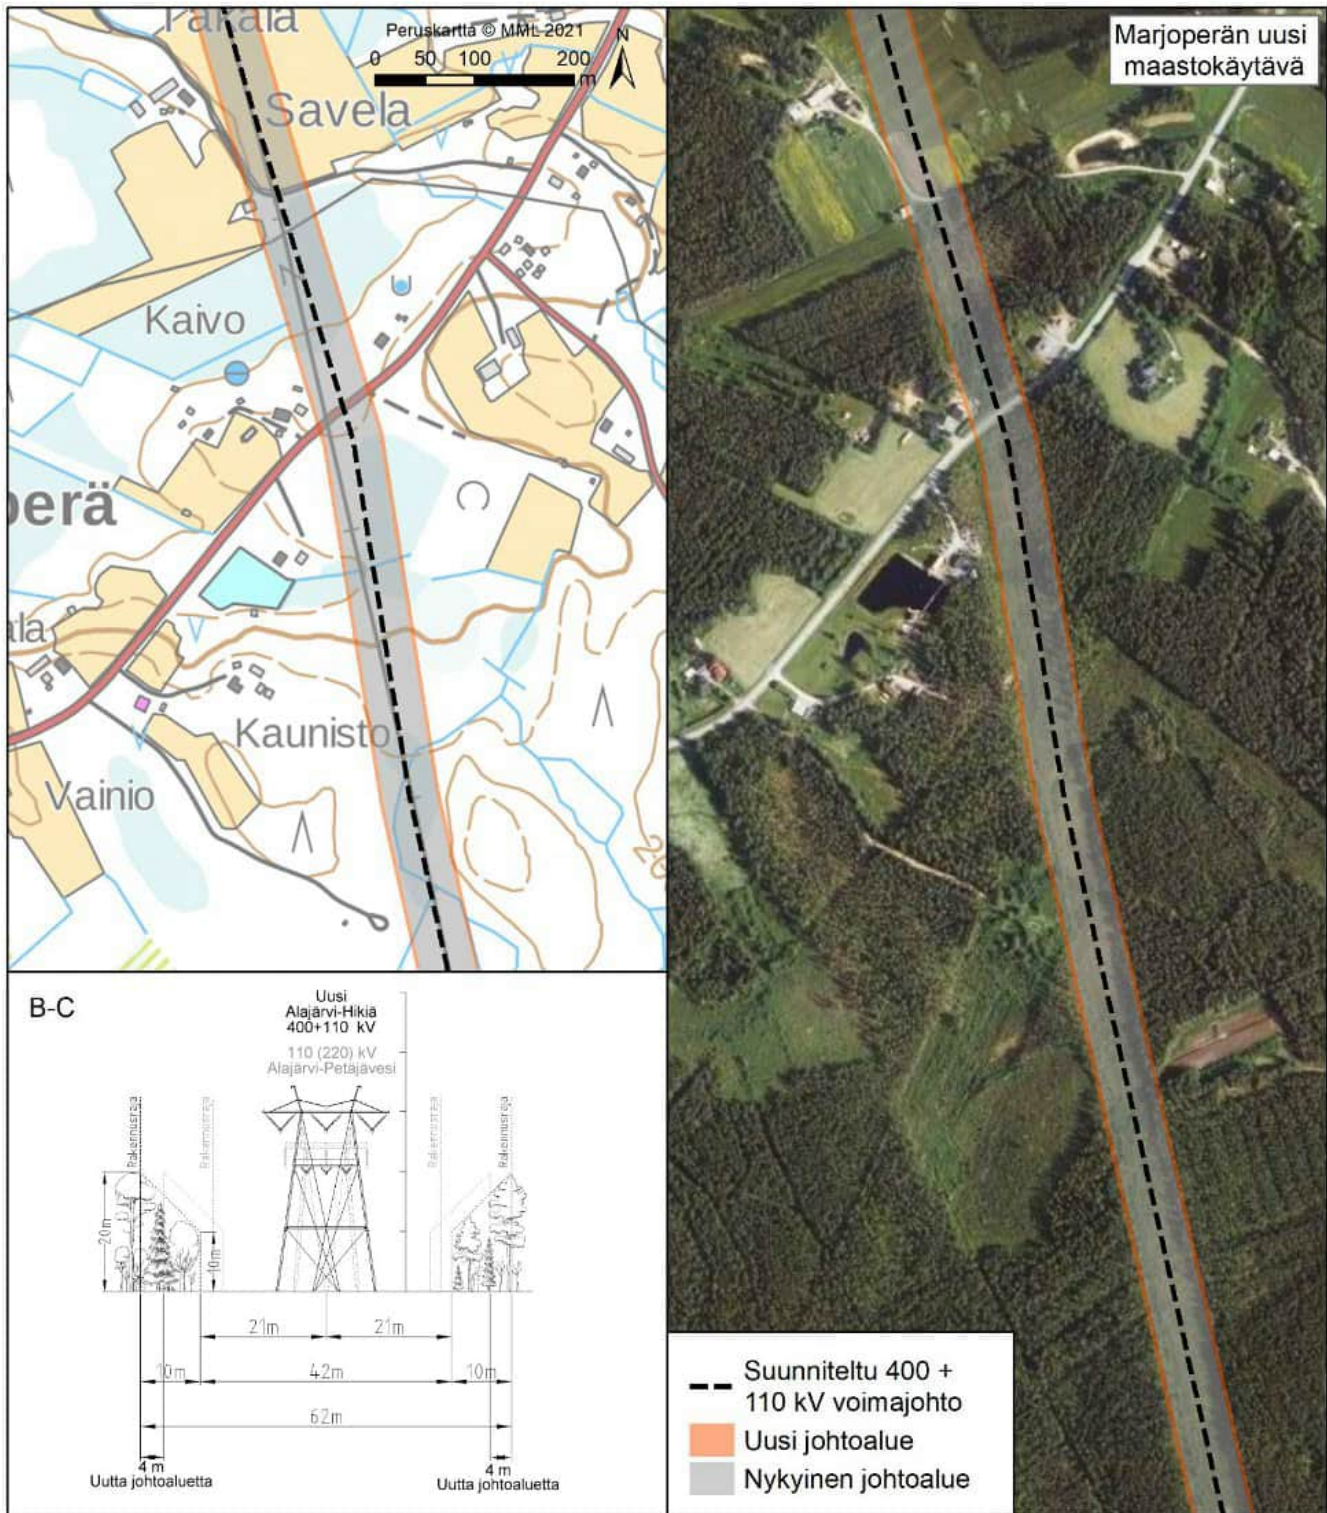 Pakala
Peruskartta © MML 2021
N
0 50 100 200
m
Savela
Kaivo
perä
ala
Kaunisto
Vainio
Marjoperän uusi
maastokäytävä
B-C
Uusi
Alajärvi-Hikiä
400+110 kV
110 (220) kV
Alajärvi-Petäjävesi
Rakennusraja
Rakennusraja
Rakennusraja
Rakennusraja
20m
10m
21m 21m
10m 42m 10m
62m
4 m
Uutta johtoaluetta
4 m
Uutta johtoaluetta
Suunniteltu 400 +
110 kV voimajohto
Uusi johtoalue
Nykyinen johtoalue